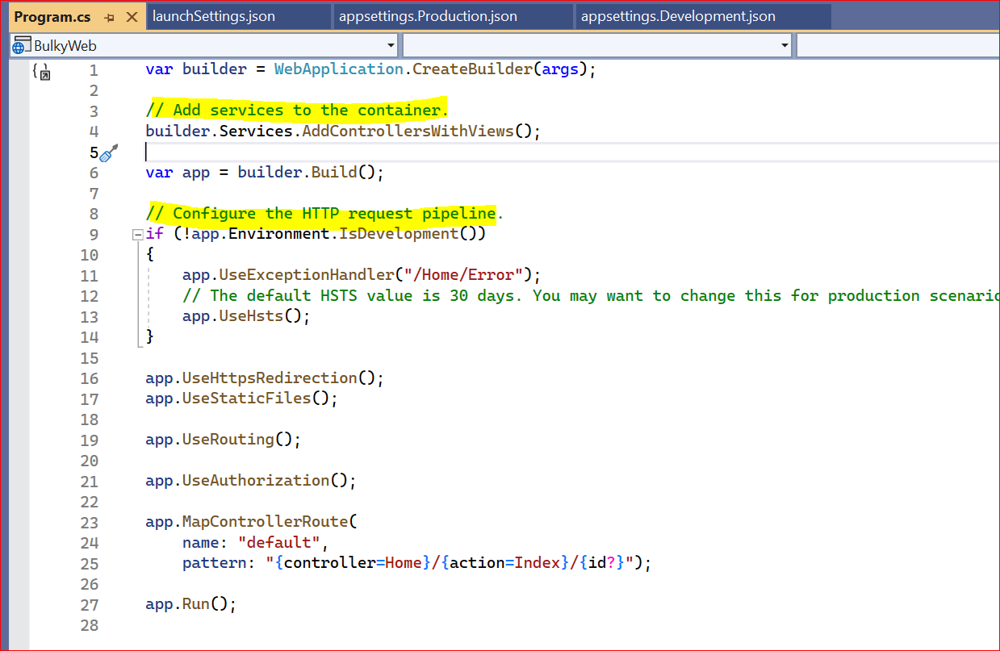 Program.cs launchSettings.json appsettings.Production.json appsettings.Development.json
BulkyWeb
1 var builder = WebApplication.CreateBuilder(args);
2
3 // Add services to the container.
4 builder.Services.AddControllersWithViews();
5
6 var app = builder.Build();
7
8 // Configure the HTTP request pipeline.
9 if (!app.Environment.IsDevelopment())
10 {
11     app.UseExceptionHandler("/Home/Error");
12     // The default HSTS value is 30 days. You may want to change this for production scenario
13     app.UseHsts();
14 }
15
16 app.UseHttpsRedirection();
17 app.UseStaticFiles();
18
19 app.UseRouting();
20
21 app.UseAuthorization();
22
23 app.MapControllerRoute(
24     name: "default",
25     pattern: "{controller=Home}/{action=Index}/{id?}");
26
27 app.Run();
28